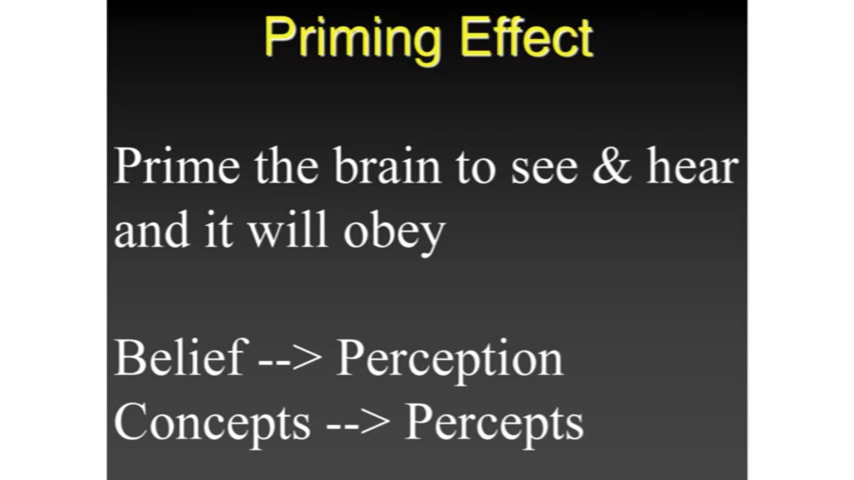 Priming Effect
Prime the brain to see & hear
and it will obey
Belief --> Perception
Concepts --> Percepts